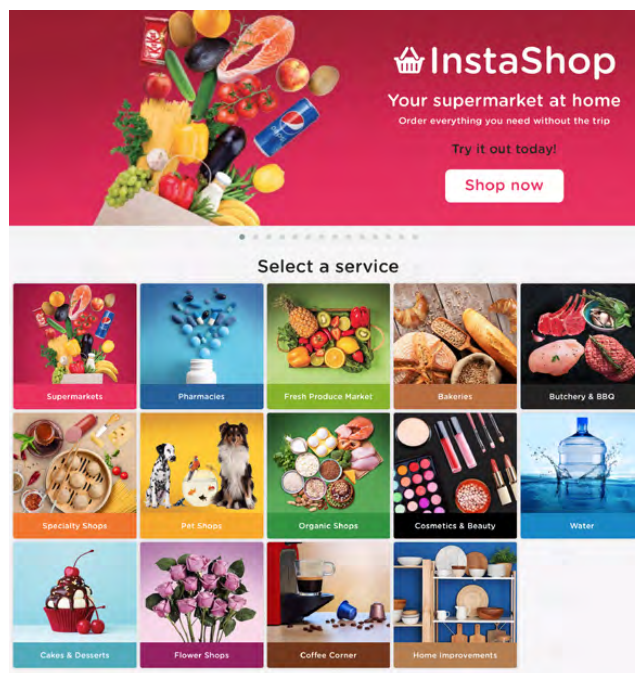 InstaShop
Your supermarket at home
Order everything you need without the trip
Try it out today!
Shop now
KitKat
pepsi
Select a service
Supermarkets
Pharmacies
Fresh Produce Market
Bakeries
Butchery & BBQ
Specialty Shops
Pet Shops
Organic Shops
Cosmetics & Beauty
Water
Cakes & Desserts
Flower Shops
Coffee Corner
Home Improvements